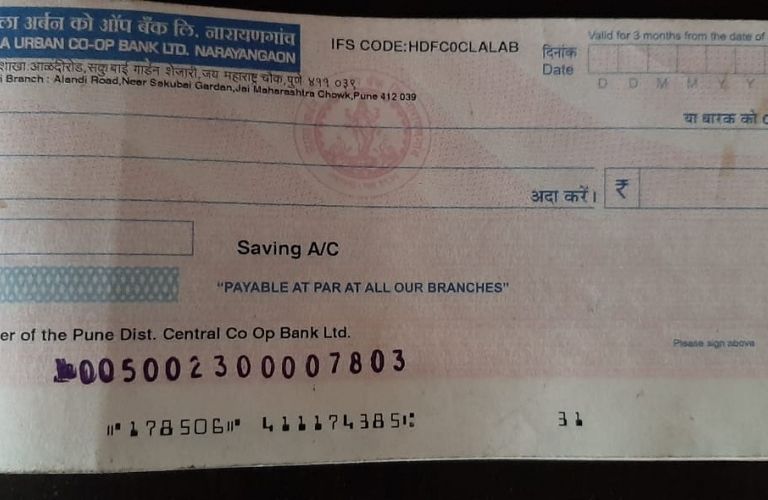 ला अर्बन को ऑप बँक लि. नारायणगांव
A URBAN CO-OP BANK LTD. NARAYANGAON
शाखा:आळंदीरोड,सकुबाई गार्डन शेजारी,जय महाराष्ट्र चौक,पुणे ४११ ०३९
i Branch : Alandi Road,Near Sakubai Gardan,Jai Maharashtra Chowk,Pune 412 039
IFS CODE:HDFC0CLALAB
Valid for 3 months from the date of
दिनांक
Date
D D M M Y Y
या धारक को
अदा करें। ₹
Saving A/C
"PAYABLE AT PAR AT ALL OUR BRANCHES"
er of the Pune Dist. Central Co Op Bank Ltd.
Please sign above
005002300007803
⑈178506⑈ 411174385⑆ 31